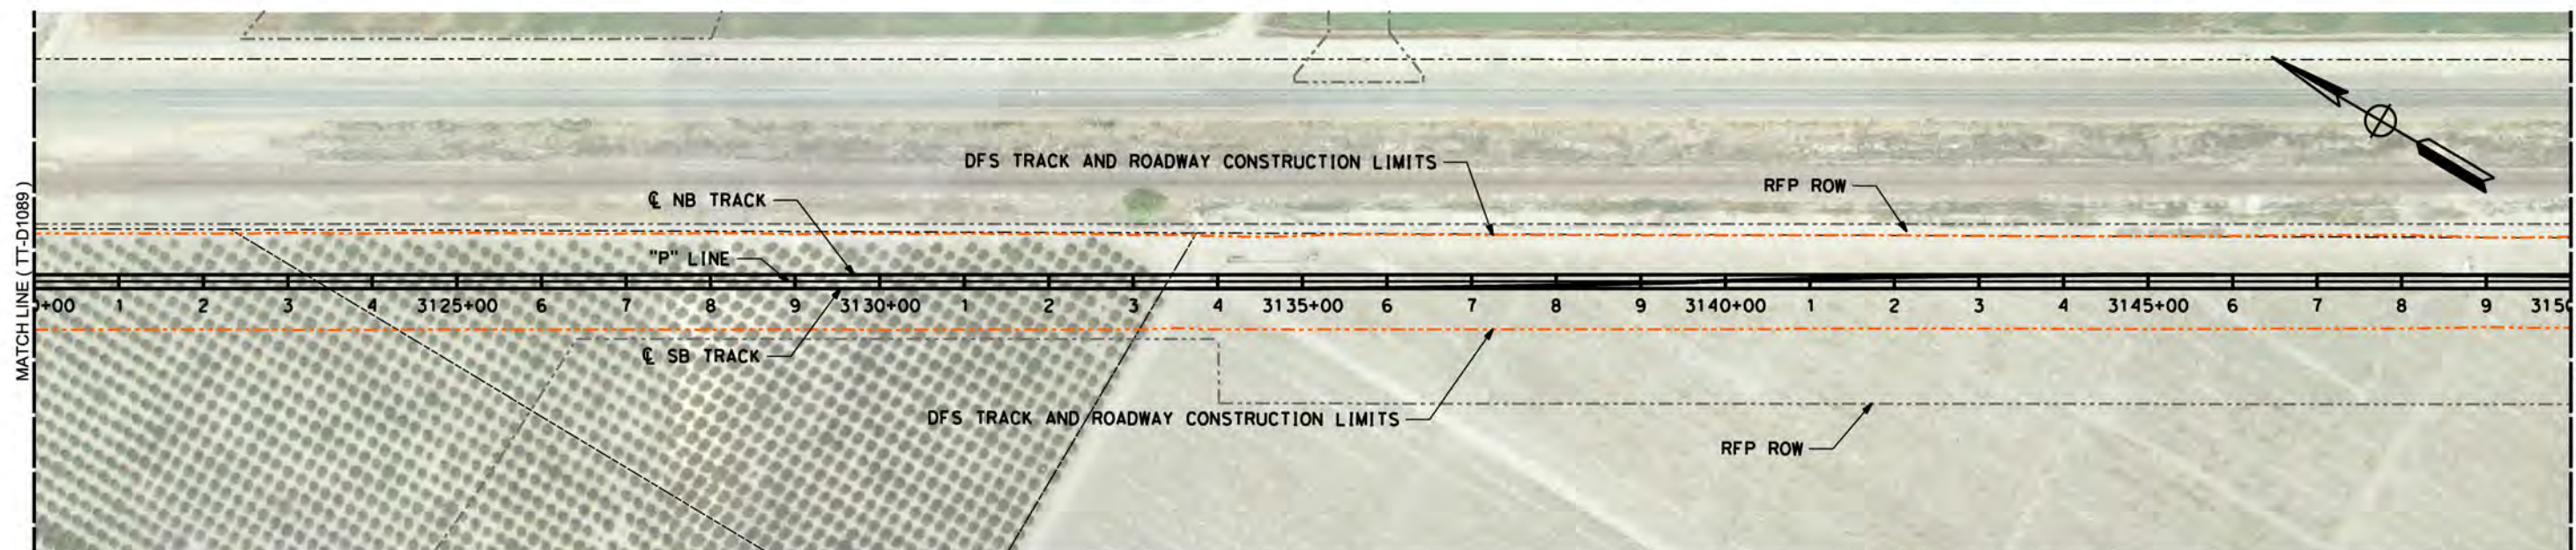 DFS TRACK AND ROADWAY CONSTRUCTION LIMITS
RFP ROW
℄ NB TRACK
"P" LINE
MATCH LINE ( TT-D1089 )
0+00 1 2 3 4 3125+00 6 7 8 9 3130+00 1 2 3 4 3135+00 6 7 8 9 3140+00 1 2 3 4 3145+00 6 7 8 9 3150
℄ SB TRACK
DFS TRACK AND ROADWAY CONSTRUCTION LIMITS
RFP ROW